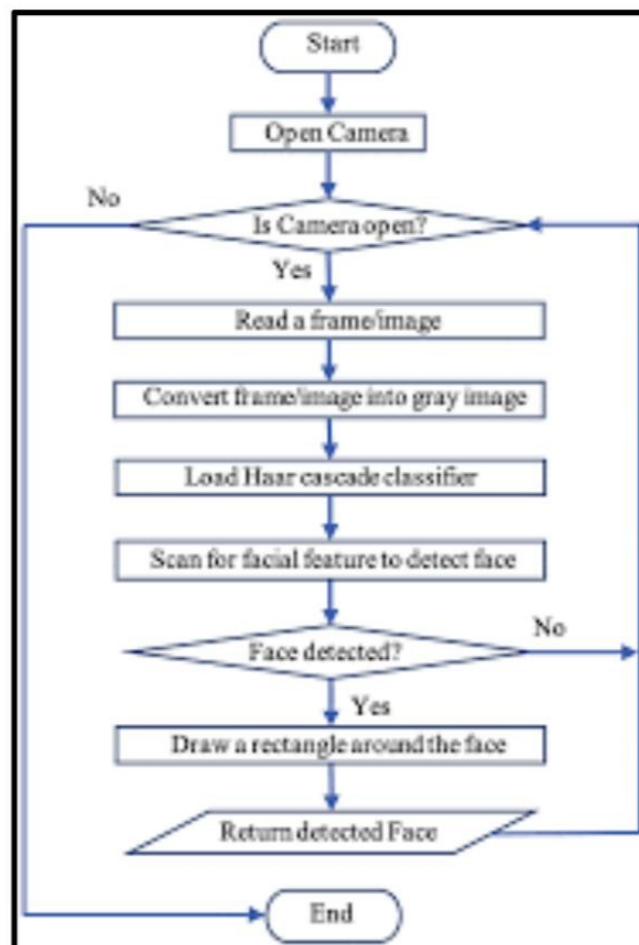 Start
Open Camera
No
Is Camera open?
Yes
Read a frame/image
Convert frame/image into gray image
Load Haar cascade classifier
Scan for facial feature to detect face
No
Face detected?
Yes
Draw a rectangle around the face
Return detected Face
End